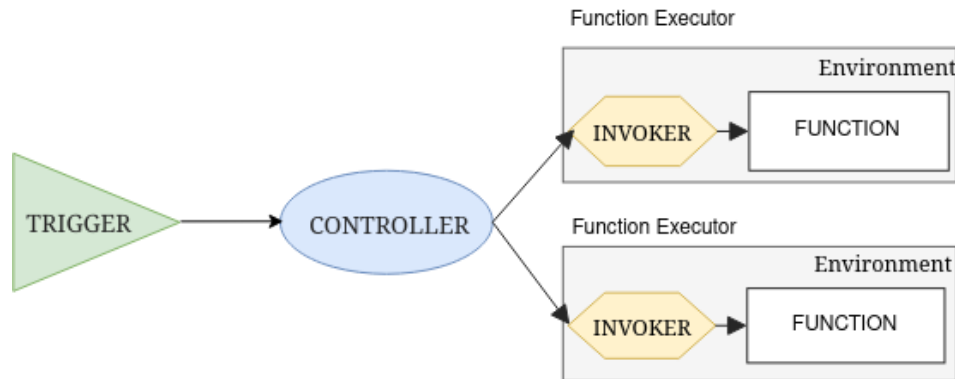 Function Executor
Environment
INVOKER
FUNCTION
TRIGGER
CONTROLLER
Function Executor
Environment
INVOKER
FUNCTION